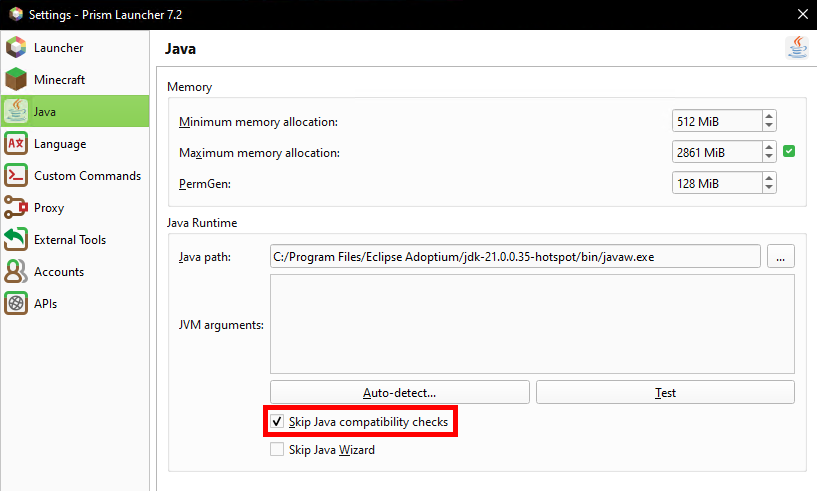 Settings - Prism Launcher 7.2
Launcher
Minecraft
Java
Language
Custom Commands
Proxy
External Tools
Accounts
APIs
Java
Memory
Minimum memory allocation: 512 MiB
Maximum memory allocation: 2861 MiB
PermGen: 128 MiB
Java Runtime
Java path: C:/Program Files/Eclipse Adoptium/jdk-21.0.0.35-hotspot/bin/javaw.exe ...
JVM arguments:
Auto-detect... Test
Skip Java compatibility checks
Skip Java Wizard